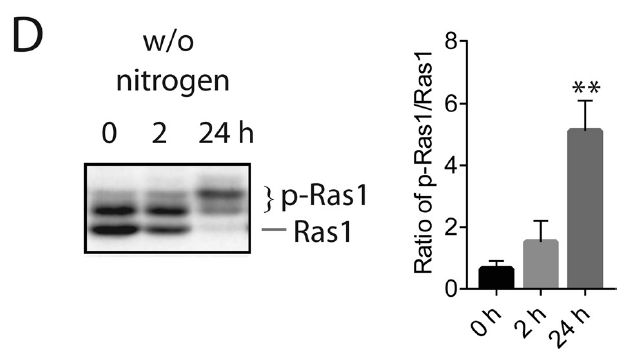 D
w/o
nitrogen
0 2 24 h
} p-Ras1
Ras1
Ratio of p-Ras1/Ras1
8
6
4
2
0
**
0 h
2 h
24 h